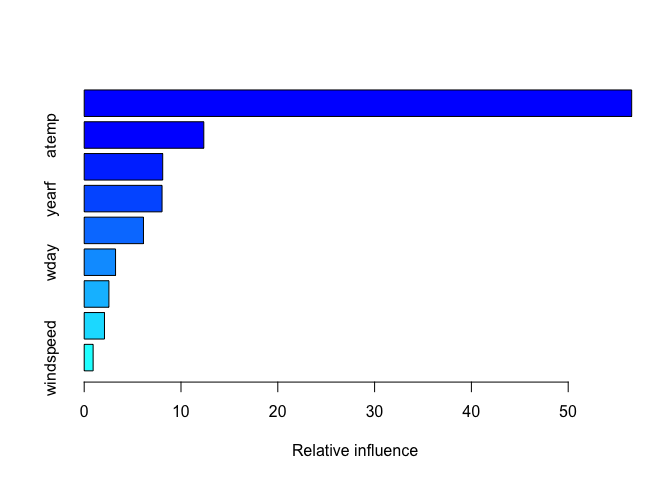 atemp
yearf
wday
windspeed
0 10 20 30 40 50
Relative influence